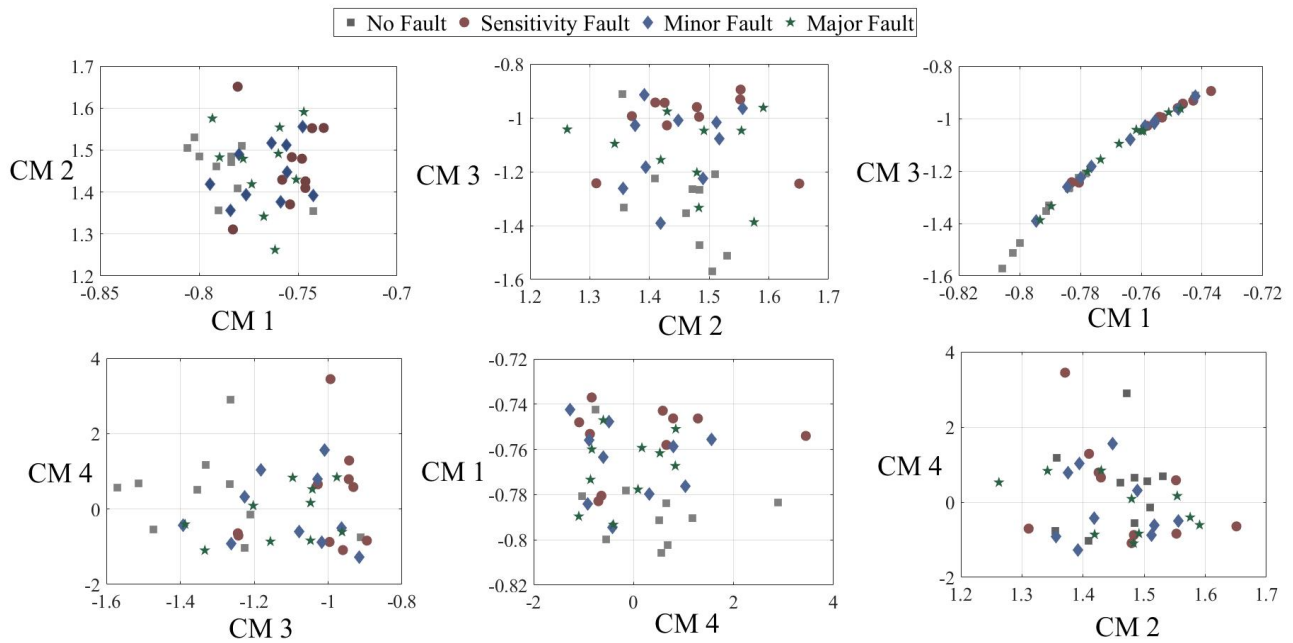 No Fault Sensitivity Fault Minor Fault Major Fault
1.7
1.6
1.5
CM 2
1.4
1.3
1.2
-0.85 -0.8 -0.75 -0.7
CM 1
-0.8
-1
CM 3
-1.2
-1.4
-1.6
1.2 1.3 1.4 1.5 1.6 1.7
CM 2
-0.8
-1
CM 3
-1.2
-1.4
-1.6
-0.82 -0.8 -0.78 -0.76 -0.74 -0.72
CM 1
4
2
CM 4
0
-2
-1.6 -1.4 -1.2 -1 -0.8
CM 3
-0.72
-0.74
-0.76
CM 1
-0.78
-0.8
-0.82
-2 0 2 4
CM 4
4
2
CM 4
0
-2
1.2 1.3 1.4 1.5 1.6 1.7
CM 2